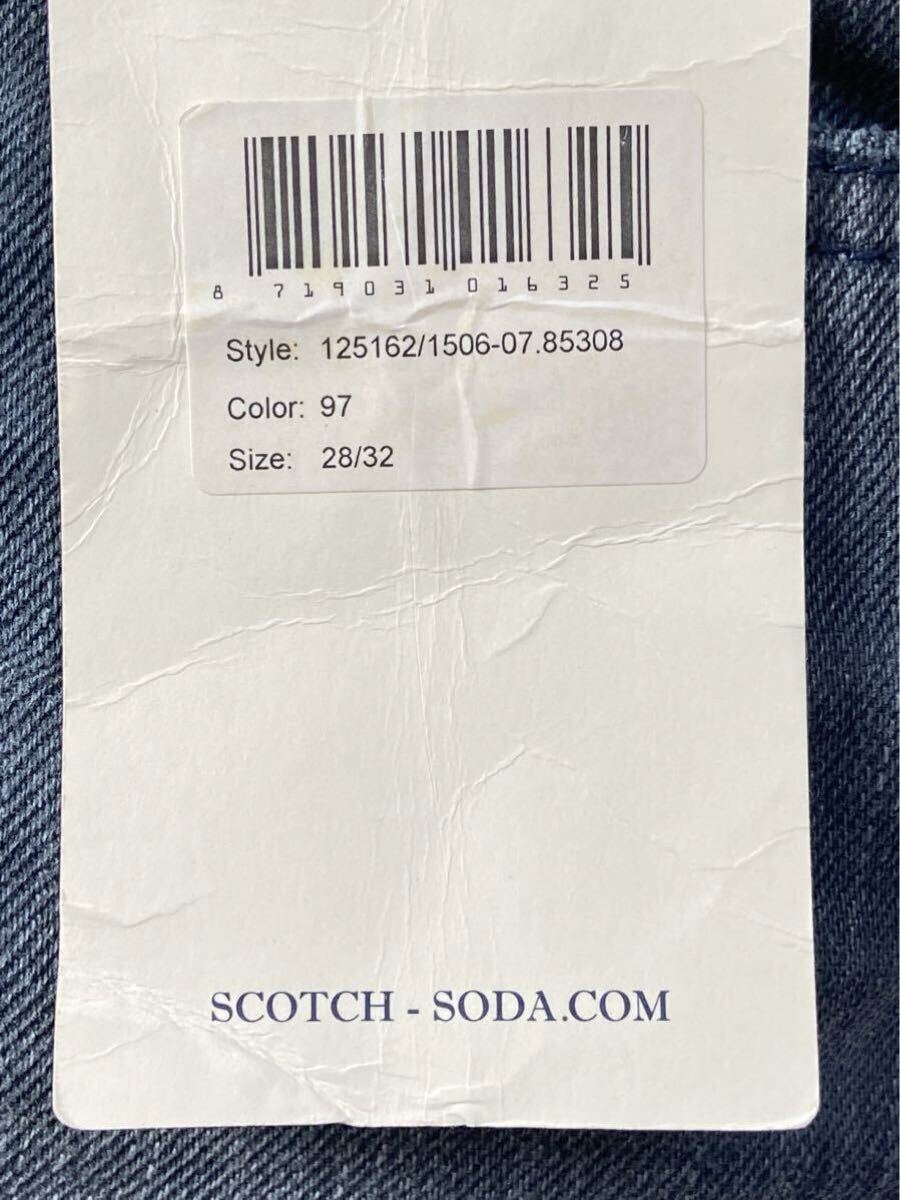 8 719031 016325
Style: 125162/1506-07.85308
Color: 97
Size: 28/32
SCOTCH - SODA.COM